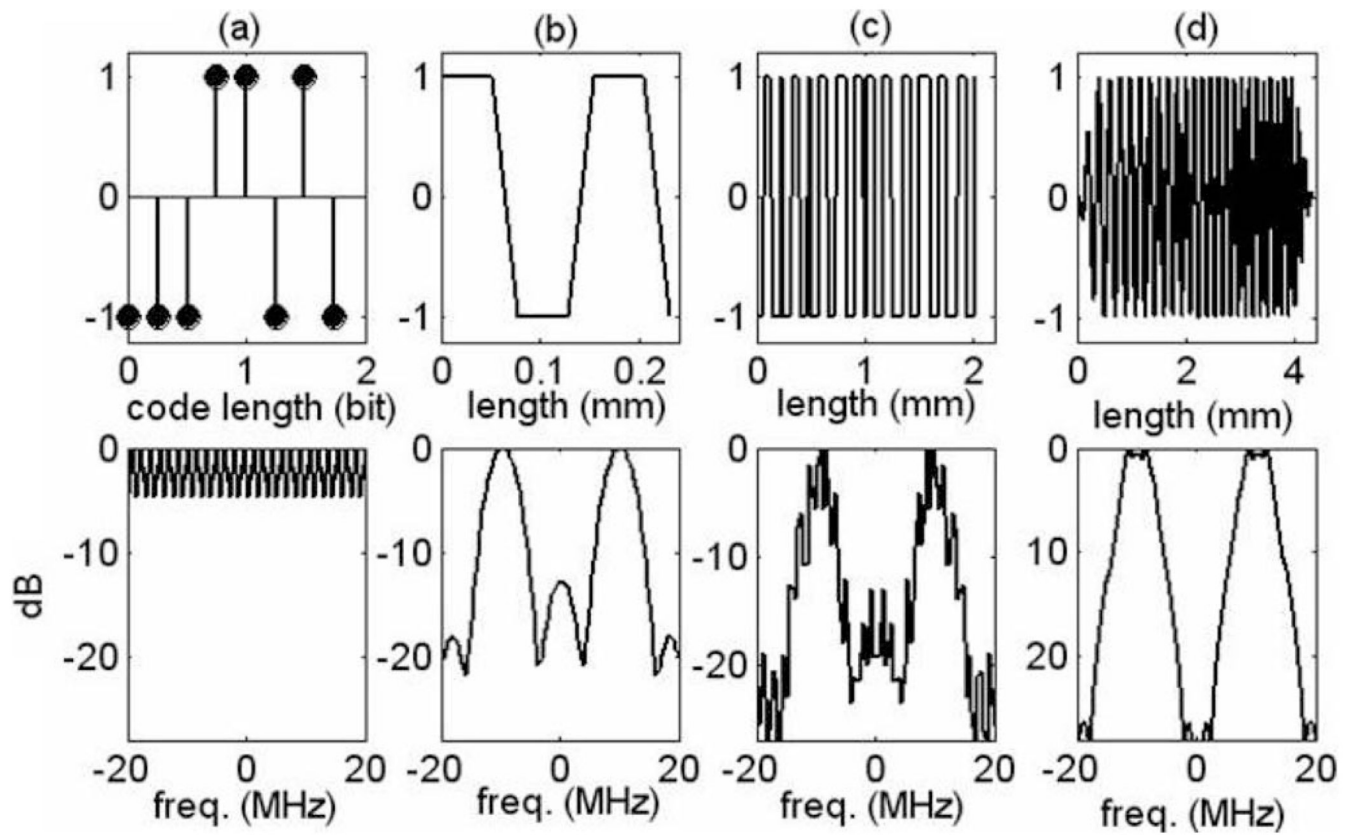 (a) (b) (c) (d)
1 1 1 1
0 0 0 0
-1 -1 -1 -1
0 1 2 0 0.1 0.2 0 1 2 0 2 4
code length (bit) length (mm) length (mm) length (mm)
0 0 0 0
-10 -10 -10 10
-20 -20 -20 20
dB
-20 0 20 -20 0 20 -20 0 20 -20 0 20
freq. (MHz) freq. (MHz) freq. (MHz) freq. (MHz)